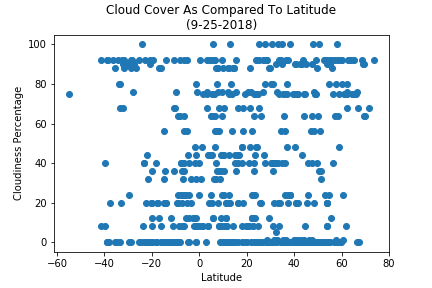 Cloud Cover As Compared To Latitude
(9-25-2018)
100
80
60
40
20
0
Cloudiness Percentage
−60 −40 −20 0 20 40 60 80
Latitude